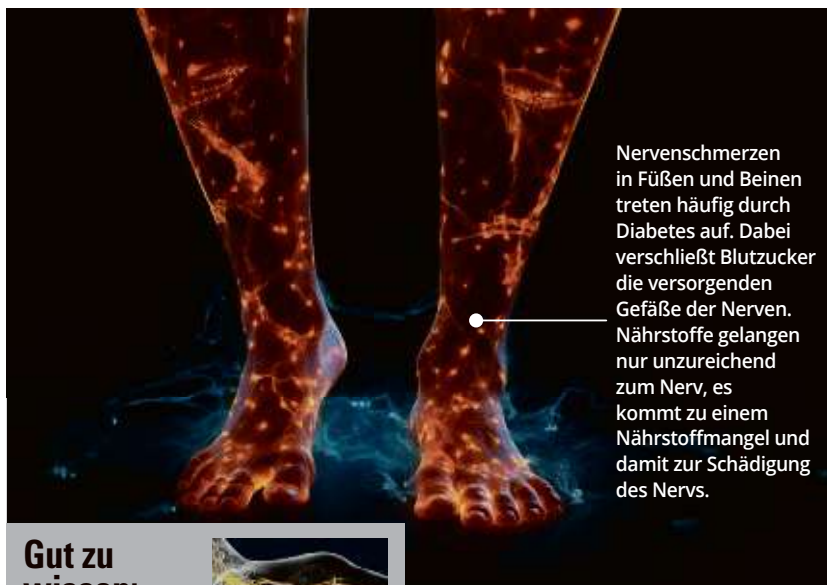 Nervenschmerzen
in Füßen und Beinen
treten häufig durch
Diabetes auf. Dabei
verschließt Blutzucker
die versorgenden
Gefäße der Nerven.
Nährstoffe gelangen
nur unzureichend
zum Nerv, es
kommt zu einem
Nährstoffmangel und
damit zur Schädigung
des Nervs.
Gut zu
wissen: